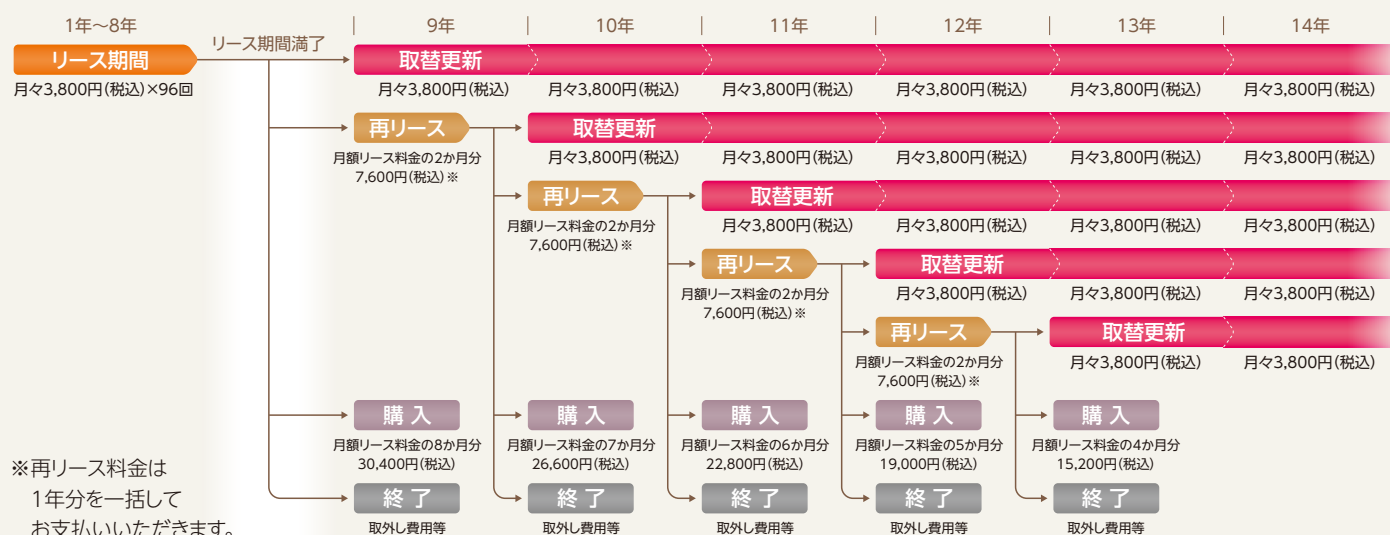 1年～8年
9年
10年
11年
12年
13年
14年
リース期間満了
リース期間
取替更新
月々3,800円(税込)×96回
月々3,800円(税込)
月々3,800円(税込)
月々3,800円(税込)
月々3,800円(税込)
月々3,800円(税込)
月々3,800円(税込)
再リース
取替更新
月額リース料金の2か月分
7,600円(税込)※
月々3,800円(税込)
月々3,800円(税込)
月々3,800円(税込)
月々3,800円(税込)
月々3,800円(税込)
再リース
取替更新
月額リース料金の2か月分
7,600円(税込)※
月々3,800円(税込)
月々3,800円(税込)
月々3,800円(税込)
月々3,800円(税込)
再リース
取替更新
月額リース料金の2か月分
7,600円(税込)※
月々3,800円(税込)
月々3,800円(税込)
月々3,800円(税込)
再リース
取替更新
月額リース料金の2か月分
7,600円(税込)※
月々3,800円(税込)
月々3,800円(税込)
購入
月額リース料金の8か月分
30,400円(税込)
購入
月額リース料金の7か月分
26,600円(税込)
購入
月額リース料金の6か月分
22,800円(税込)
購入
月額リース料金の5か月分
19,000円(税込)
購入
月額リース料金の4か月分
15,200円(税込)
終了
取外し費用等
終了
取外し費用等
終了
取外し費用等
終了
取外し費用等
終了
取外し費用等
※再リース料金は
1年分を一括して
お支払いいただきます。